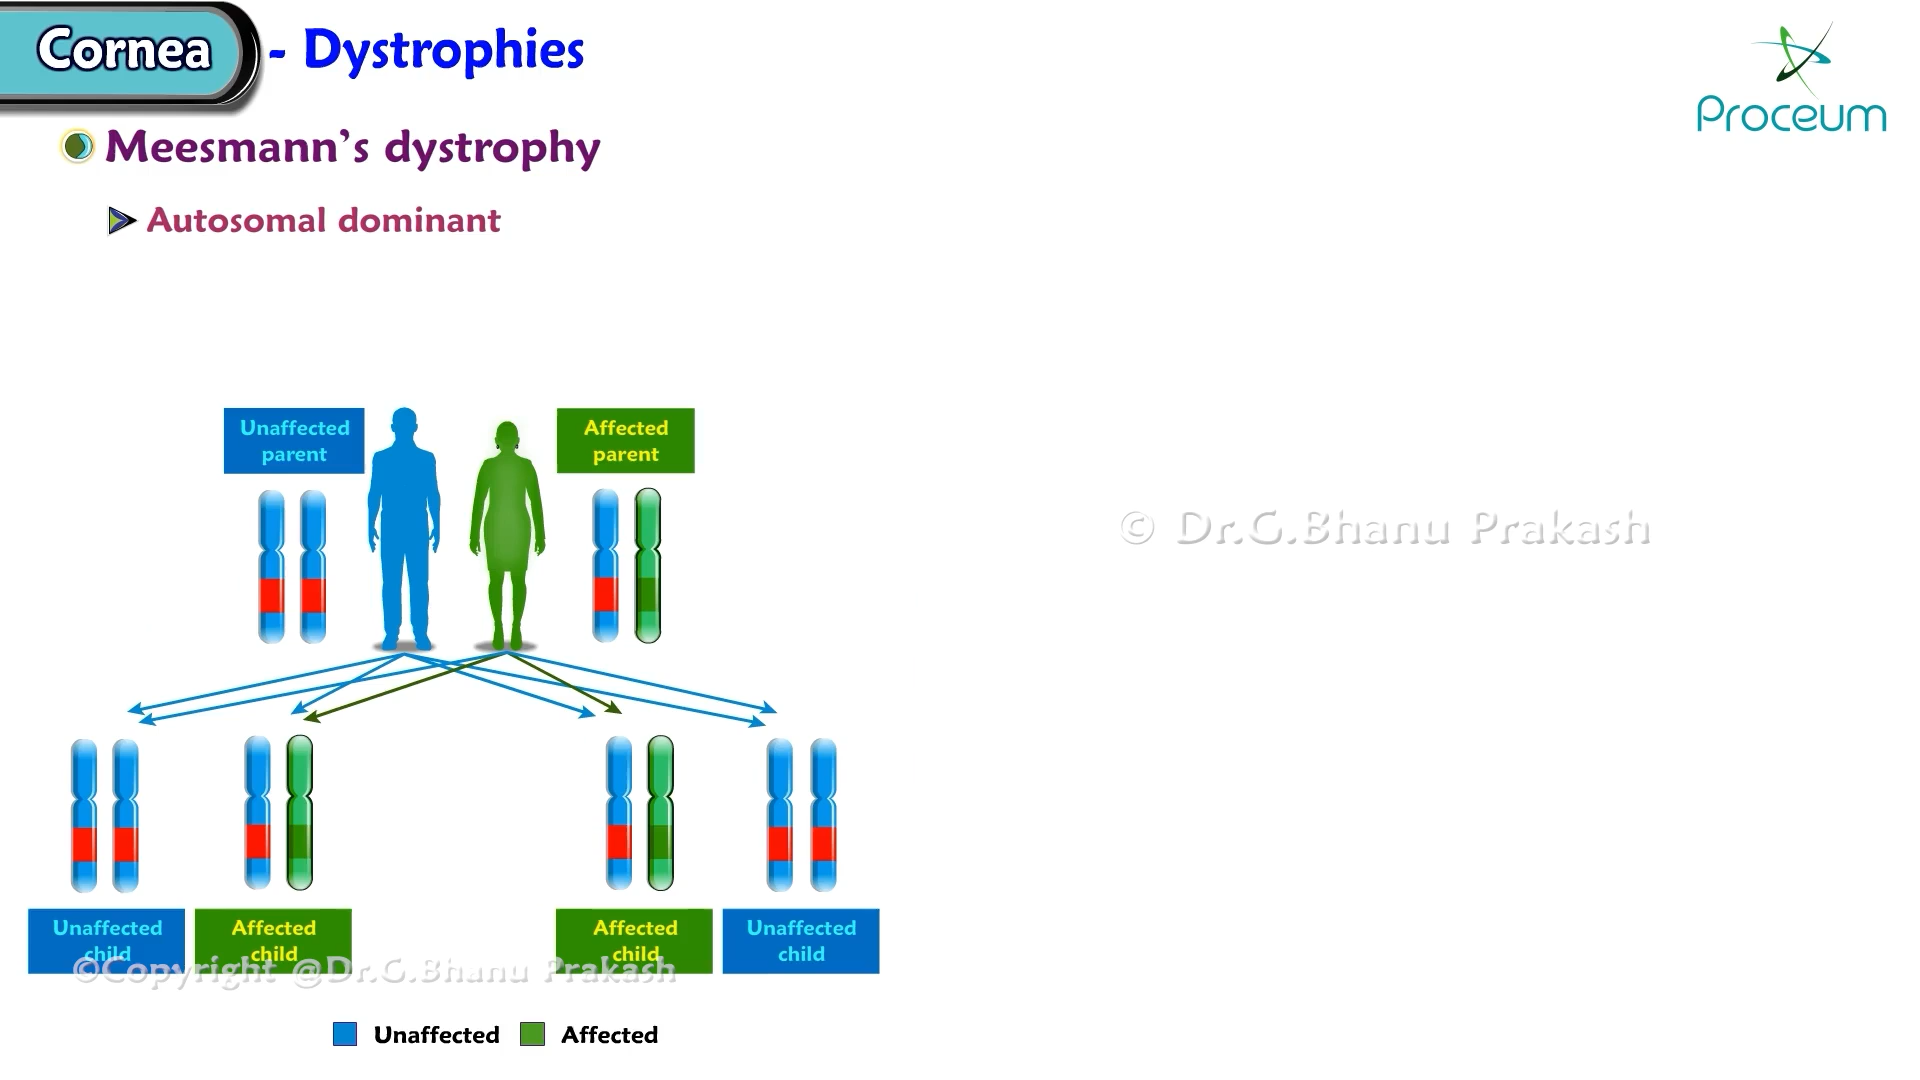 Cornea - Dystrophies
Proceum
Meesmann's dystrophy
Autosomal dominant
Unaffected
parent
Affected
parent
© Dr.G.Bhanu Prakash
Unaffected
child
Affected
child
Affected
child
Unaffected
child
©Copyright @Dr.G.Bhanu Prakash
Unaffected Affected